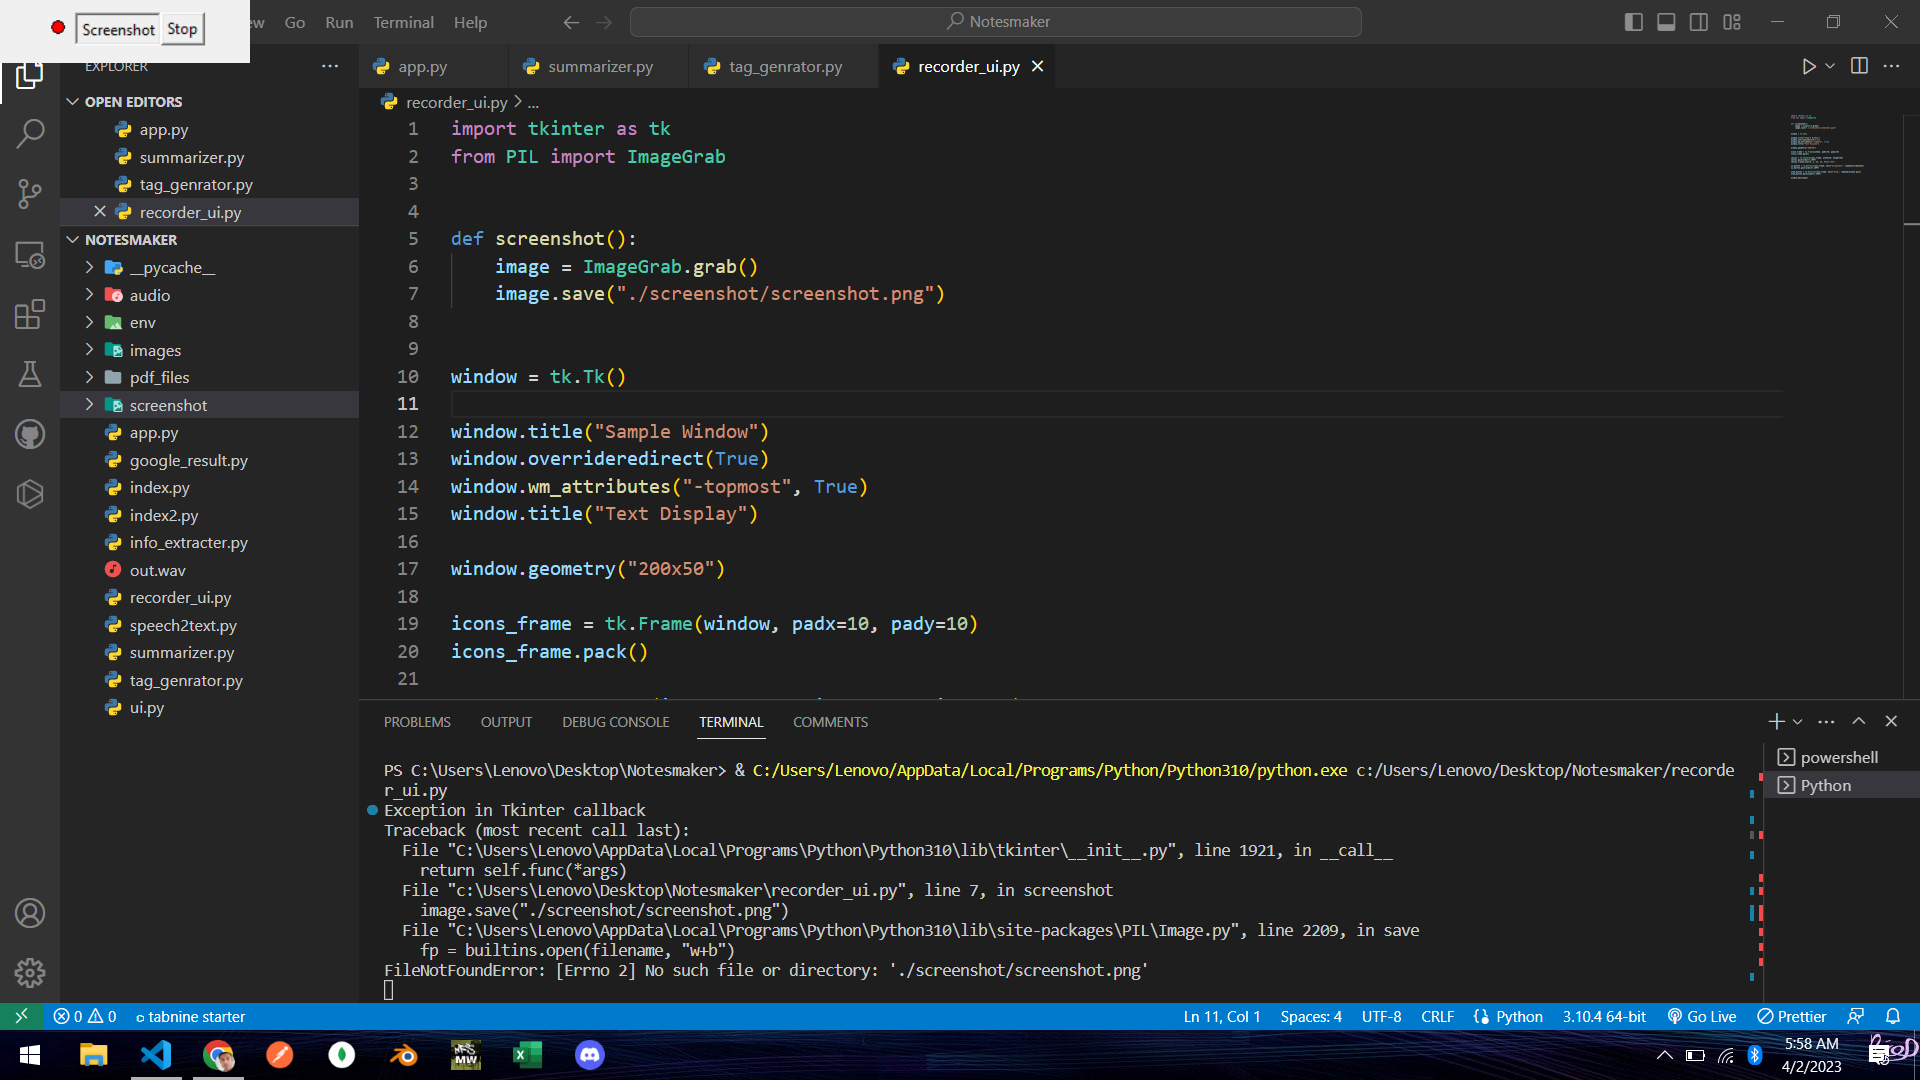 Screenshot Stop
ew Go Run Terminal Help
Notesmaker
EXPLORER
OPEN EDITORS
app.py
summarizer.py
tag_genrator.py
recorder_ui.py
NOTESMAKER
__pycache__
audio
env
images
pdf_files
screenshot
app.py
google_result.py
index.py
index2.py
info_extracter.py
out.wav
recorder_ui.py
speech2text.py
summarizer.py
tag_genrator.py
ui.py
app.py summarizer.py tag_genrator.py recorder_ui.py
recorder_ui.py > ...
1 import tkinter as tk
2 from PIL import ImageGrab
3
4
5 def screenshot():
6 image = ImageGrab.grab()
7 image.save("./screenshot/screenshot.png")
8
9
10 window = tk.Tk()
11
12 window.title("Sample Window")
13 window.overrideredirect(True)
14 window.wm_attributes("-topmost", True)
15 window.title("Text Display")
16
17 window.geometry("200x50")
18
19 icons_frame = tk.Frame(window, padx=10, pady=10)
20 icons_frame.pack()
21
PROBLEMS OUTPUT DEBUG CONSOLE TERMINAL COMMENTS
PS C:\Users\Lenovo\Desktop\Notesmaker> & C:/Users/Lenovo/AppData/Local/Programs/Python/Python310/python.exe c:/Users/Lenovo/Desktop/Notesmaker/recorde
r_ui.py
Exception in Tkinter callback
Traceback (most recent call last):
File "C:\Users\Lenovo\AppData\Local\Programs\Python\Python310\lib\tkinter\__init__.py", line 1921, in __call__
return self.func(*args)
File "c:\Users\Lenovo\Desktop\Notesmaker\recorder_ui.py", line 7, in screenshot
image.save("./screenshot/screenshot.png")
File "C:\Users\Lenovo\AppData\Local\Programs\Python\Python310\lib\site-packages\PIL\Image.py", line 2209, in save
fp = builtins.open(filename, "w+b")
FileNotFoundError: [Errno 2] No such file or directory: './screenshot/screenshot.png'
powershell
Python
0 0 tabnine starter
Ln 11, Col 1 Spaces: 4 UTF-8 CRLF Python 3.10.4 64-bit Go Live Prettier
MW
5:58 AM
4/2/2023